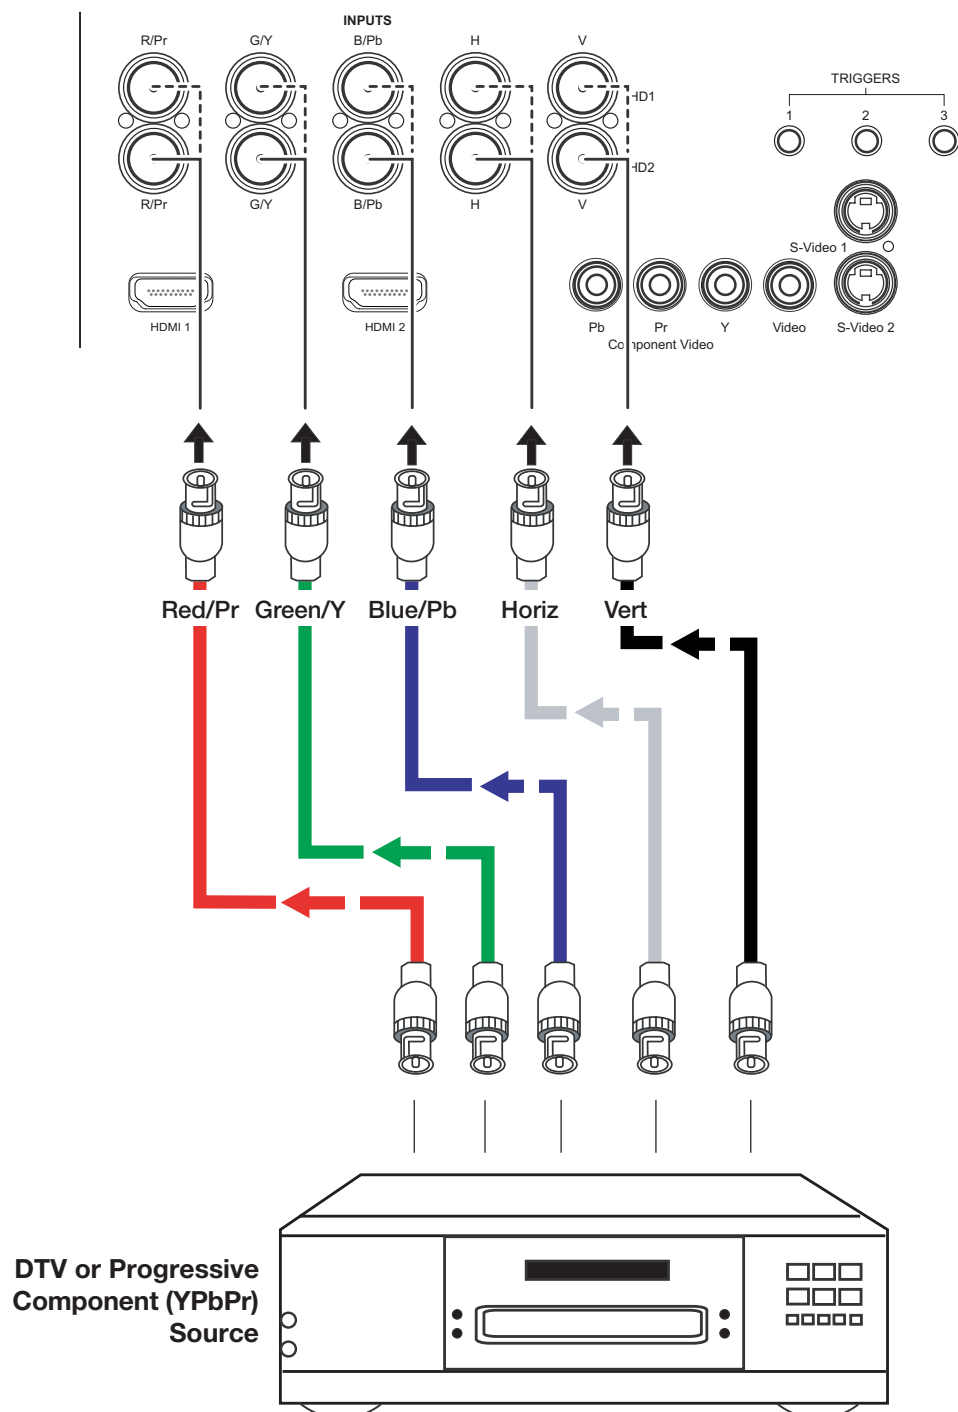 INPUTS
R/Pr G/Y B/Pb H V
HD1
TRIGGERS
1 2 3
HD2
R/Pr G/Y B/Pb H V
S-Video 1
HDMI 1 HDMI 2
Pb Pr Y Video S-Video 2
Component Video
Red/Pr Green/Y Blue/Pb Horiz Vert
DTV or Progressive
Component (YPbPr)
Source